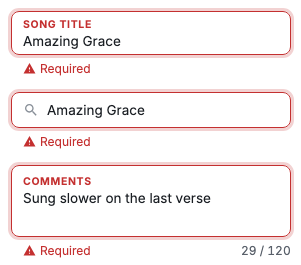 SONG TITLE
Amazing Grace
Required
Amazing Grace
Required
COMMENTS
Sung slower on the last verse
Required
29 / 120